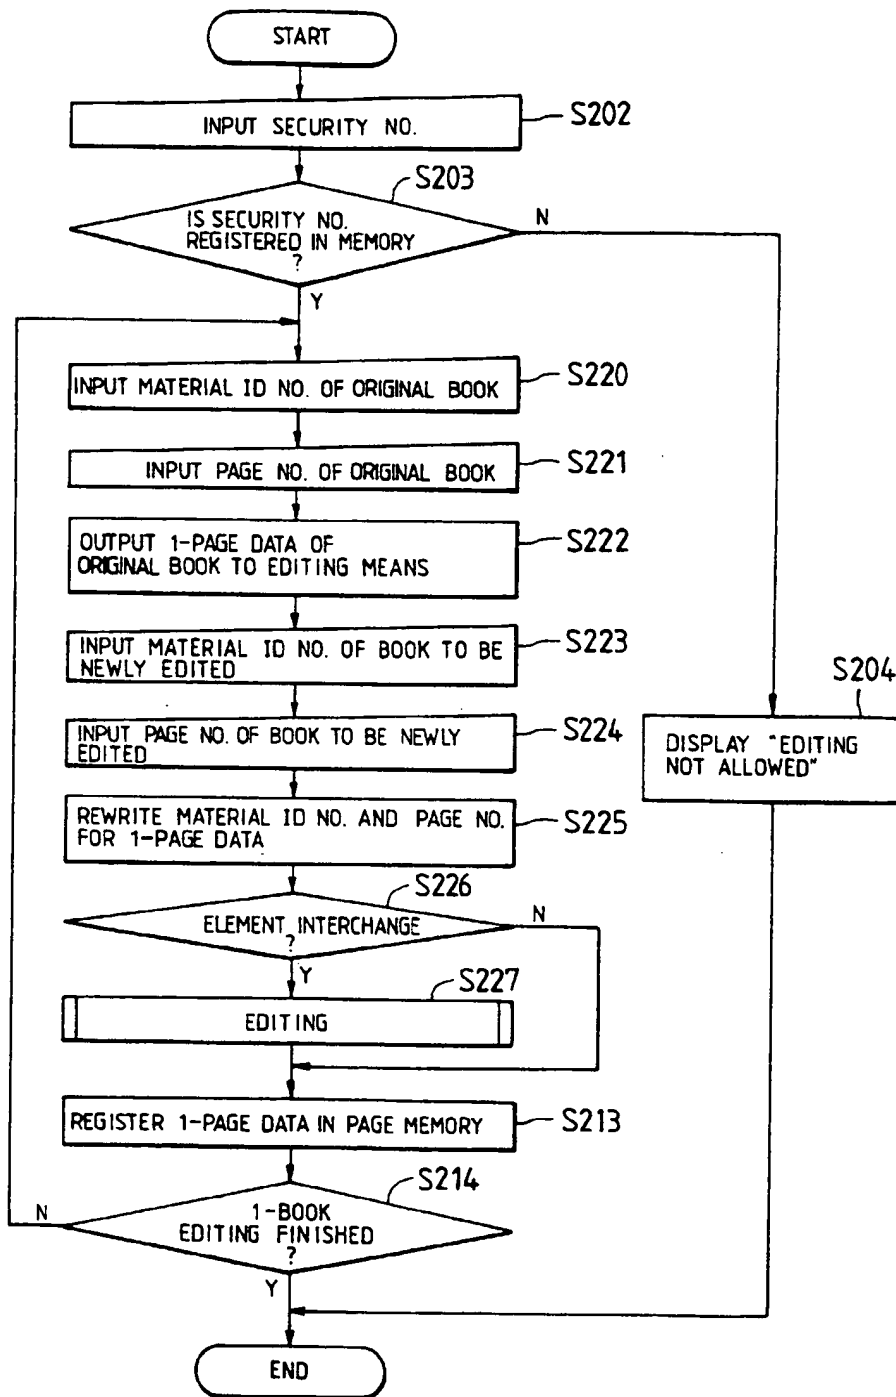 START
INPUT SECURITY NO.
S202
S203
IS SECURITY NO.
REGISTERED IN MEMORY
?
N
Y
INPUT MATERIAL ID NO. OF ORIGINAL BOOK
S220
INPUT PAGE NO. OF ORIGINAL BOOK
S221
OUTPUT 1-PAGE DATA OF
ORIGINAL BOOK TO EDITING MEANS
S222
INPUT MATERIAL ID NO. OF BOOK TO BE
NEWLY EDITED
S223
INPUT PAGE NO. OF BOOK TO BE NEWLY
EDITED
S224
S204
DISPLAY "EDITING
NOT ALLOWED"
REWRITE MATERIAL ID NO. AND PAGE NO.
FOR 1-PAGE DATA
S225
S226
ELEMENT INTERCHANGE
?
N
Y
S227
EDITING
REGISTER 1-PAGE DATA IN PAGE MEMORY
S213
S214
1-BOOK
EDITING FINISHED
?
N
Y
END